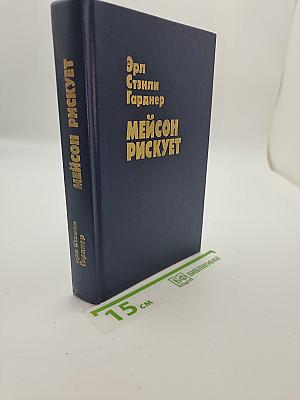 Эрл
Стэнли
Гарднер
МЕЙСОН
РИСКУЕТ
МЕЙСОН РИСКУЕТ
Эрл Стэнли
Гарднер
15 см